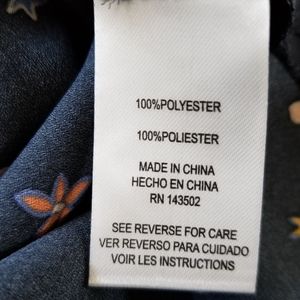 100%POLYESTER
100%POLIESTER
MADE IN CHINA
HECHO EN CHINA
RN 143502
SEE REVERSE FOR CARE
VER REVERSO PARA CUIDADO
VOIR LES INSTRUCTIONS